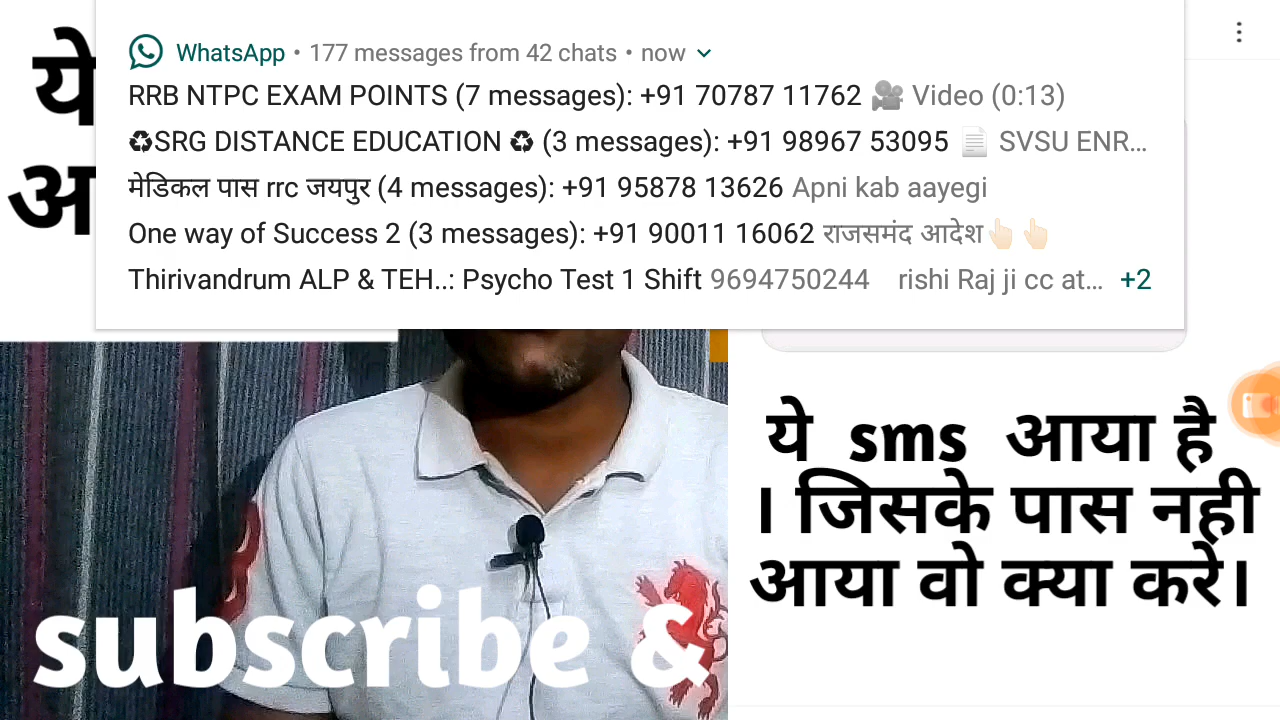 ये
अ
WhatsApp • 177 messages from 42 chats • now
RRB NTPC EXAM POINTS (7 messages): +91 70787 11762 🎥 Video (0:13)
♻SRG DISTANCE EDUCATION ♻ (3 messages): +91 98967 53095 📄 SVSU ENR...
मेडिकल पास rrc जयपुर (4 messages): +91 95878 13626 Apni kab aayegi
One way of Success 2 (3 messages): +91 90011 16062 राजसमंद आदेश👆🏻👆🏻
Thirivandrum ALP & TEH..: Psycho Test 1 Shift 9694750244 rishi Raj ji cc at... +2
ये sms आया है
। जिसके पास नही
आया वो क्या करे।
subscribe &